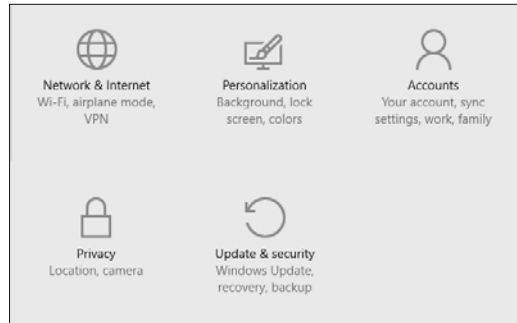 Network & Internet
Wi-Fi, airplane mode,
VPN
Personalization
Background, lock
screen, colors
Accounts
Your account, sync
settings, work, family
Privacy
Location, camera
Update & security
Windows Update,
recovery, backup